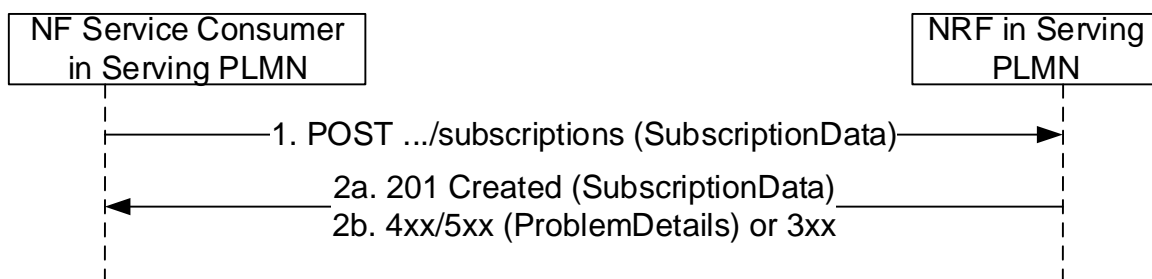 NF Service Consumer
in Serving PLMN
NRF in Serving
PLMN
1. POST .../subscriptions (SubscriptionData)
2a. 201 Created (SubscriptionData)
2b. 4xx/5xx (ProblemDetails) or 3xx